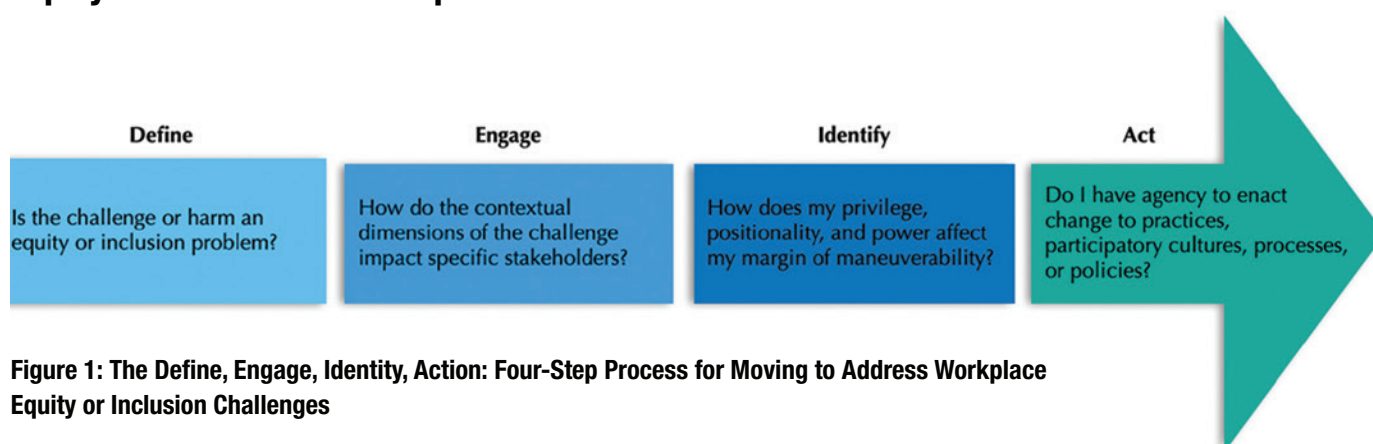 Define
Is the challenge or harm an
equity or inclusion problem?
Engage
How do the contextual
dimensions of the challenge
impact specific stakeholders?
Identify
How does my privilege,
positionality, and power affect
my margin of maneuverability?
Act
Do I have agency to enact
change to practices,
participatory cultures, processes,
or policies?
Figure 1: The Define, Engage, Identity, Action: Four-Step Process for Moving to Address Workplace
Equity or Inclusion Challenges